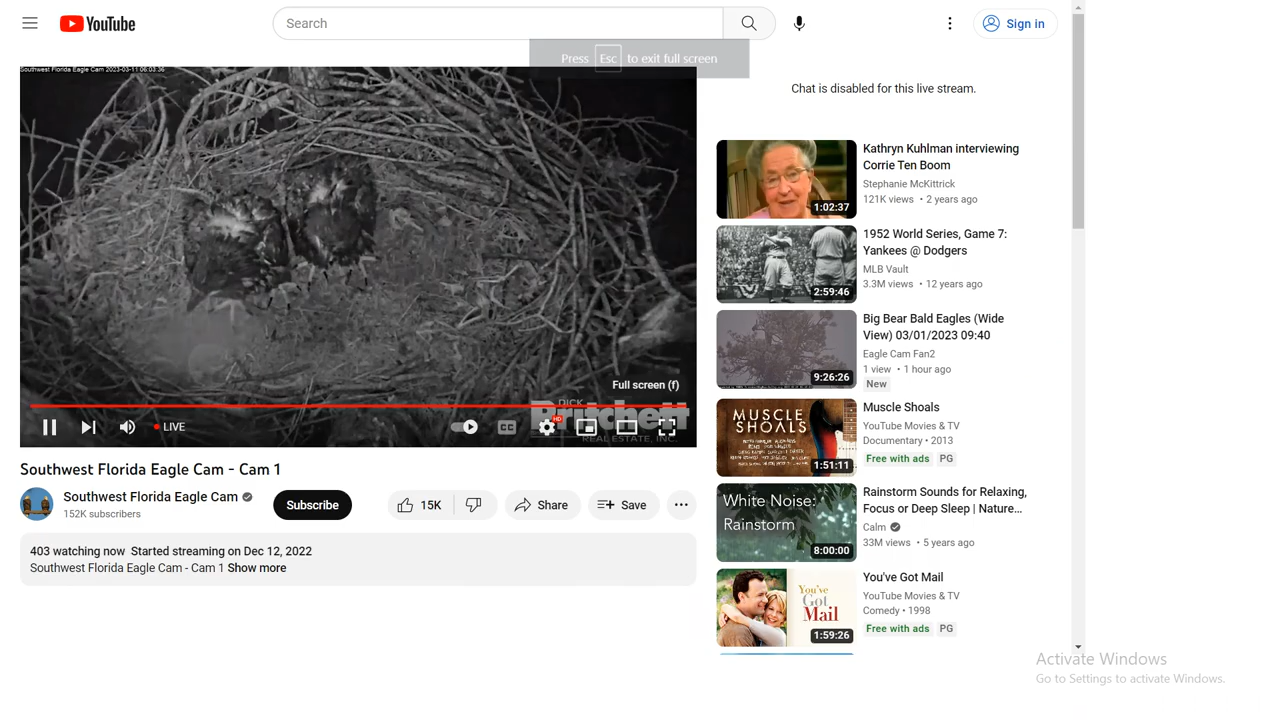 YouTube
Search
Sign in
Press Esc to exit full screen
Southwest Florida Eagle Cam 2023-03-11 06:03:36
Full screen (f)
DICK
Pritchett
REAL ESTATE, INC.
LIVE
CC
HD
Southwest Florida Eagle Cam - Cam 1
Southwest Florida Eagle Cam
152K subscribers
Subscribe
15K
Share
Save
403 watching now Started streaming on Dec 12, 2022
Southwest Florida Eagle Cam - Cam 1 Show more
Chat is disabled for this live stream.
1:02:37
Kathryn Kuhlman interviewing
Corrie Ten Boom
Stephanie McKittrick
121K views • 2 years ago
2:59:46
1952 World Series, Game 7:
Yankees @ Dodgers
MLB Vault
3.3M views • 12 years ago
9:26:26
Big Bear Bald Eagles (Wide
View) 03/01/2023 09:40
Eagle Cam Fan2
1 view • 1 hour ago
New
MUSCLE
SHOALS
1:51:11
Muscle Shoals
YouTube Movies & TV
Documentary • 2013
Free with ads PG
White Noise:
Rainstorm
8:00:00
Rainstorm Sounds for Relaxing,
Focus or Deep Sleep | Nature...
Calm
33M views • 5 years ago
You've
Got
Mail
1:59:26
You've Got Mail
YouTube Movies & TV
Comedy • 1998
Free with ads PG
Activate Windows
Go to Settings to activate Windows.